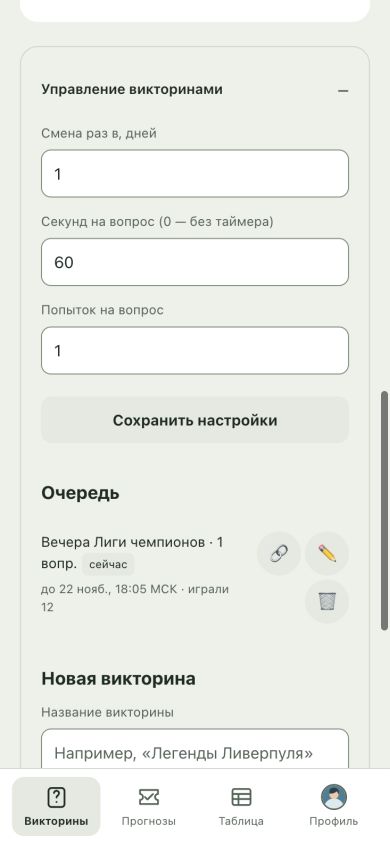 Управление викторинами
Смена раз в, дней
1
Секунд на вопрос (0 — без таймера)
60
Попыток на вопрос
1
Сохранить настройки
Очередь
Вечера Лиги чемпионов · 1
вопр. сейчас
до 22 нояб., 18:05 МСК · играли
12
Новая викторина
Название викторины
Например, «Легенды Ливерпуля»
Викторины Прогнозы Таблица Профиль